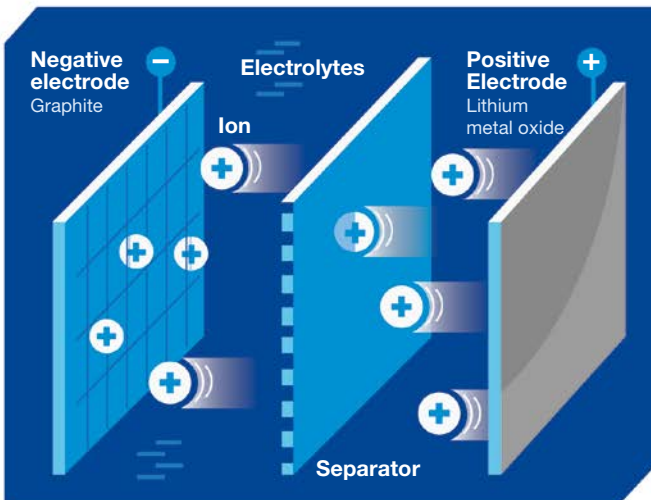 Negative
electrode
Graphite
−
Electrolytes
Positive
Electrode
Lithium
metal oxide
+
Ion
+
+
+
+
+
+
+
+
+
Separator